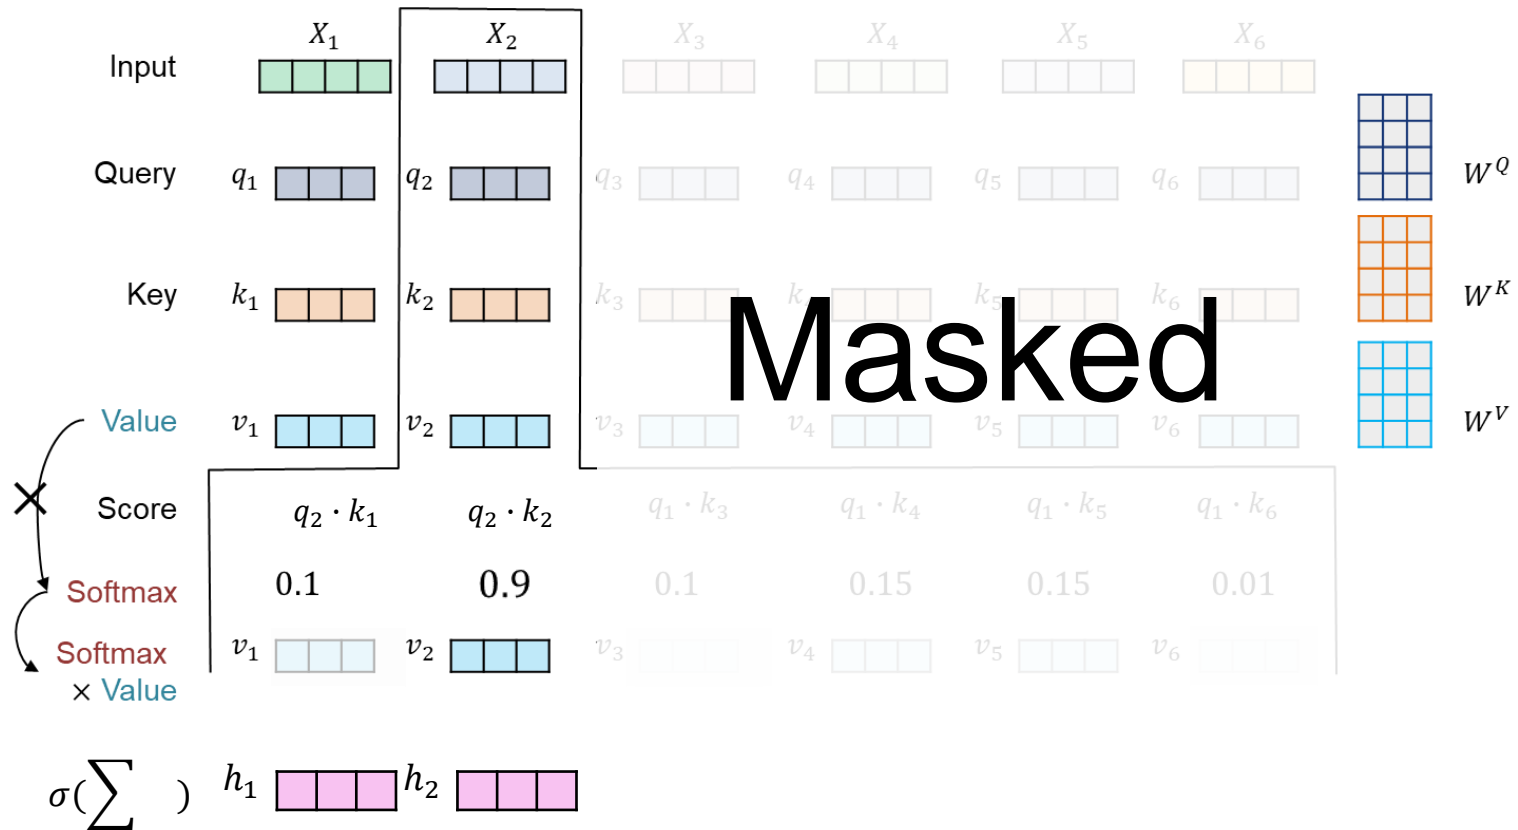 Input X₁ X₂ X₃ X₄ X₅ X₆
Query q₁ q₂ q₃ q₄ q₅ q₆ W^Q
Key k₁ k₂ k₃ k₄ k₅ k₆ W^K
Masked
Value v₁ v₂ v₃ v₄ v₅ v₆ W^V
Score q₂ · k₁ q₂ · k₂ q₁ · k₃ q₁ · k₄ q₁ · k₅ q₁ · k₆
Softmax 0.1 0.9 0.1 0.15 0.15 0.01
Softmax v₁ v₂ v₃ v₄ v₅ v₆
× Value
σ(∑ ) h₁ h₂